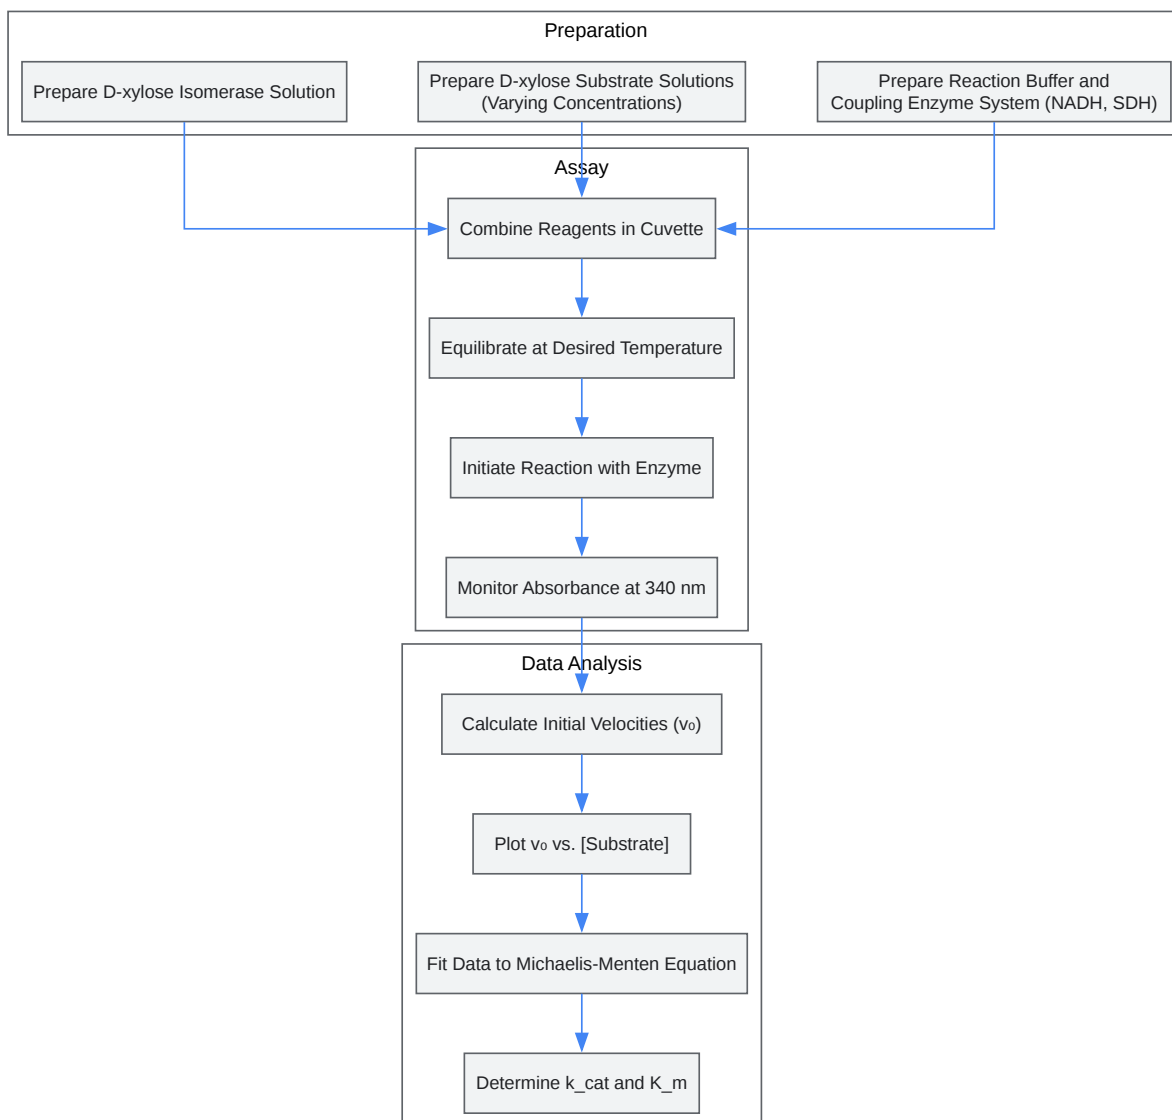 Preparation
Prepare D-xylose Isomerase Solution
Prepare D-xylose Substrate Solutions
(Varying Concentrations)
Prepare Reaction Buffer and
Coupling Enzyme System (NADH, SDH)
Assay
Combine Reagents in Cuvette
Equilibrate at Desired Temperature
Initiate Reaction with Enzyme
Monitor Absorbance at 340 nm
Data Analysis
Calculate Initial Velocities (v₀)
Plot v₀ vs. [Substrate]
Fit Data to Michaelis-Menten Equation
Determine k_cat and K_m